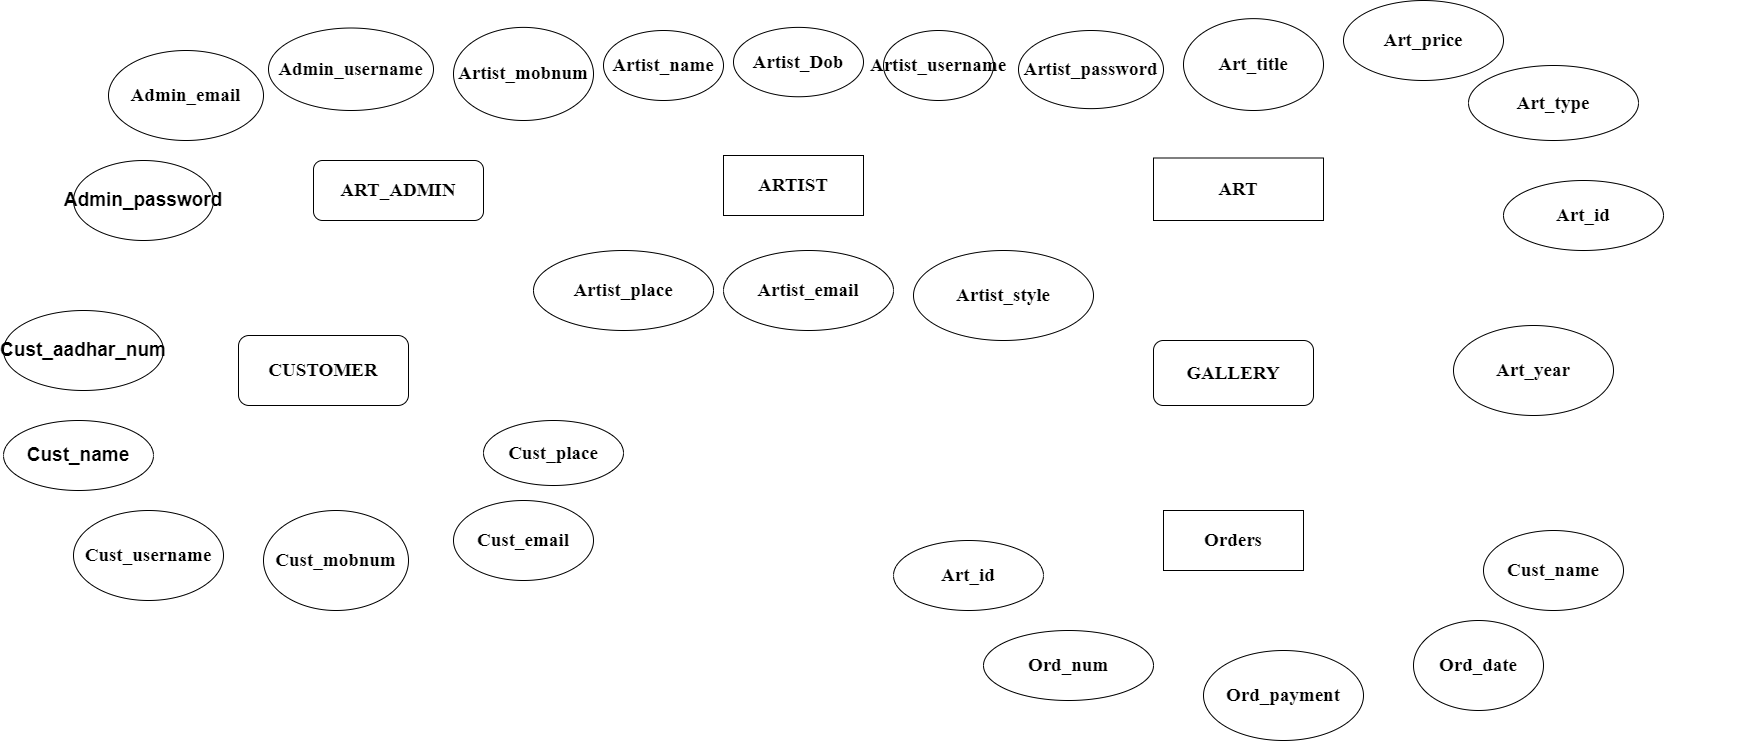 Art_price
Admin_username
Artist_mobnum
Artist_name
Artist_Dob
Artist_username
Artist_password
Art_title
Admin_email
Art_type
Admin_password
ART_ADMIN
ARTIST
ART
Art_id
Artist_place
Artist_email
Artist_style
Cust_aadhar_num
CUSTOMER
GALLERY
Art_year
Cust_name
Cust_place
Cust_username
Cust_mobnum
Cust_email
Orders
Art_id
Cust_name
Ord_num
Ord_payment
Ord_date